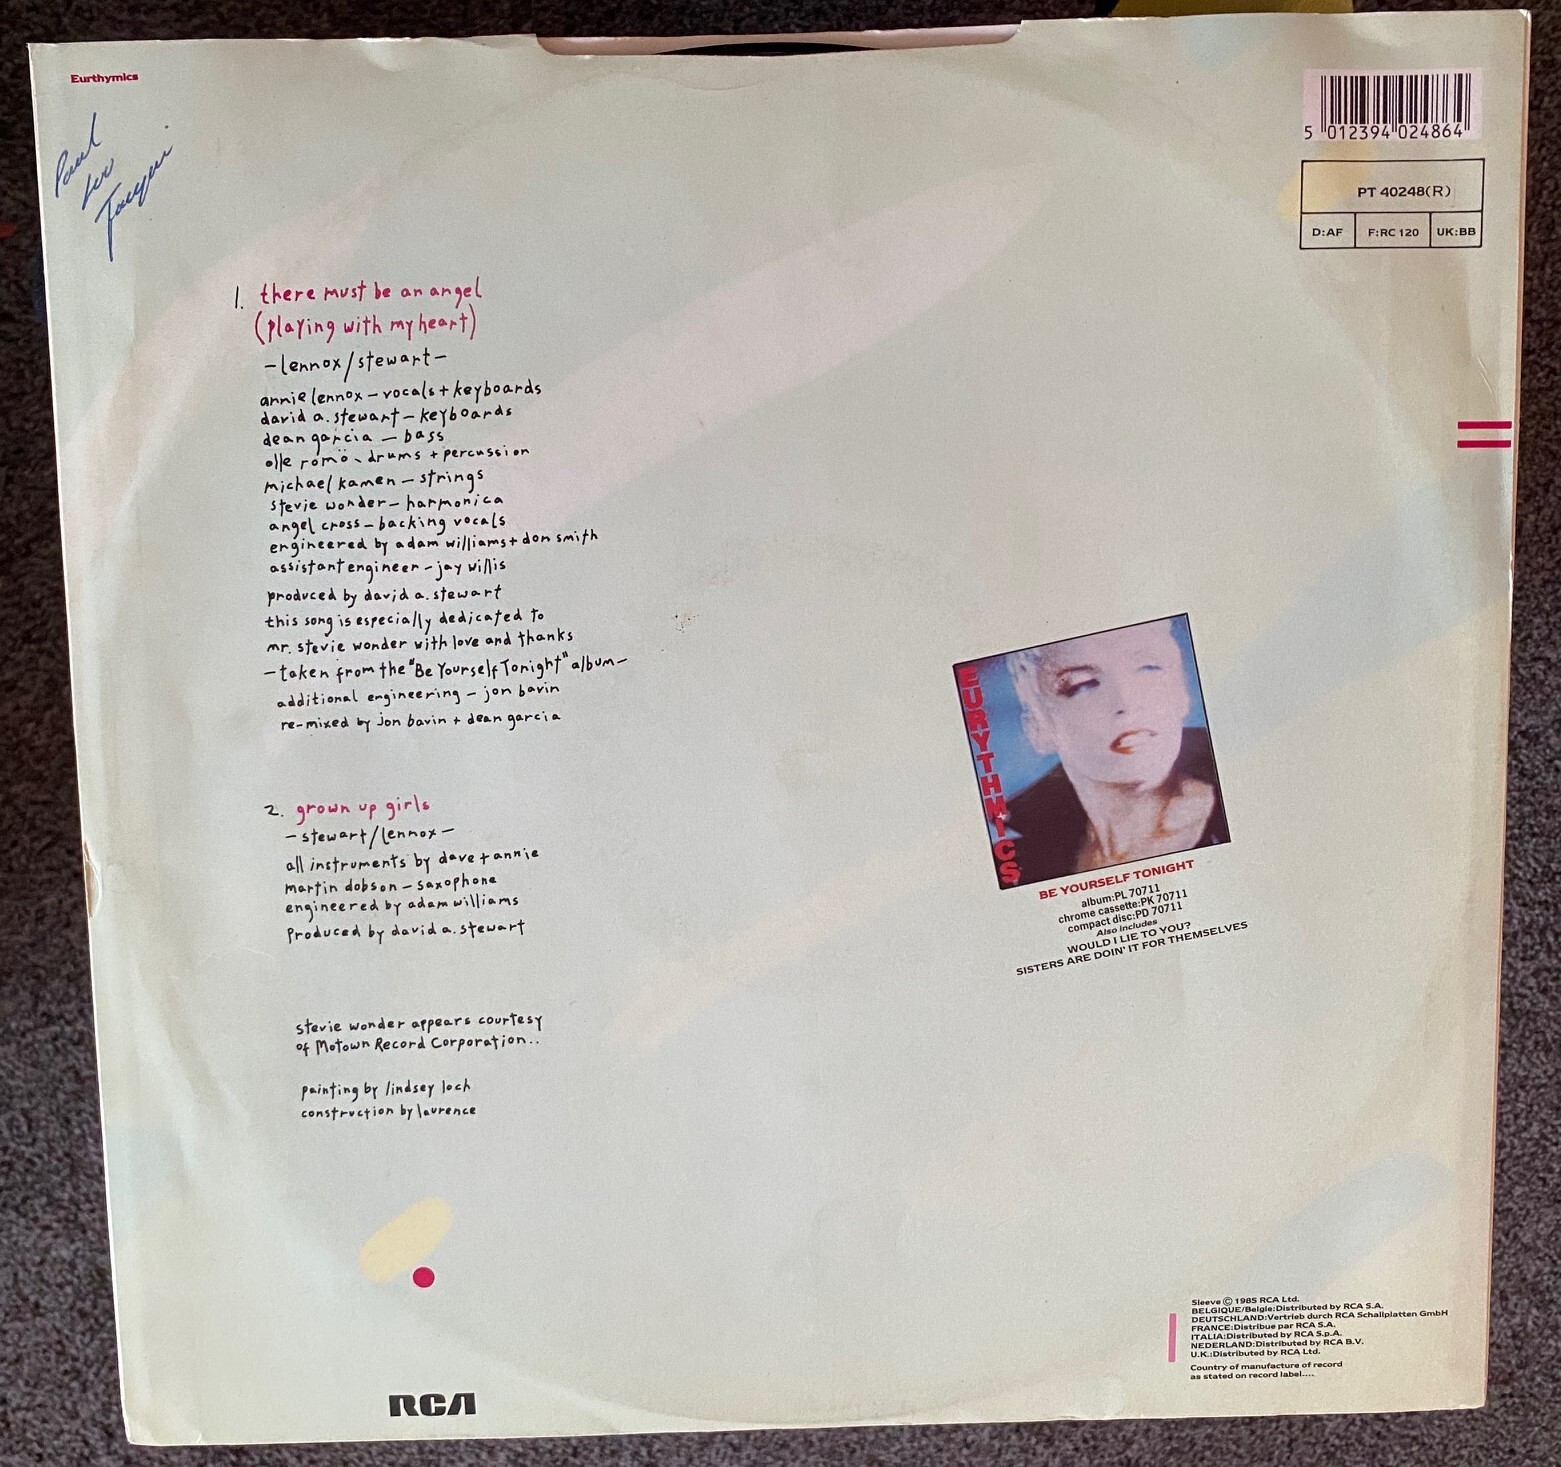 Eurthymics
Paul
5 012394 024864
PT 40248(R)
D:AF F:RC 120 UK:BB
1. there must be an angel
(playing with my heart)
-lennox/stewart-
annie lennox - vocals + keyboards
david a. stewart - keyboards
dean garcia - bass
olle romö - drums + percussion
michael kamen - strings
stevie wonder - harmonica
angel cross - backing vocals
engineered by adam williams + don smith
assistant engineer - jay willis
produced by david a. stewart
this song is especially dedicated to
mr. stevie wonder with love and thanks
- taken from the "Be Yourself Tonight" album -
additional engineering - jon bavin
re-mixed by jon bavin + dean garcia
2. grown up girls
- stewart/lennox -
all instruments by dave + annie
martin dobson - saxophone
engineered by adam williams
produced by david a. stewart
stevie wonder appears courtesy
of Motown Record Corporation..
painting by lindsey loch
construction by laurence
EURYTHMICS
BE YOURSELF TONIGHT
album:PL 70711
chrome cassette:PK 70711
compact disc:PD 70711
Also includes
WOULD I LIE TO YOU?
SISTERS ARE DOIN' IT FOR THEMSELVES
RCA
Sleeve © 1985 RCA Ltd.
BELGIQUE/Belgie:Distributed by RCA S.A.
DEUTSCHLAND:Vertrieb durch RCA Schallplatten GmbH
FRANCE:Distribue par RCA S.A.
ITALIA:Distributed by RCA S.p.A.
NEDERLAND:Distributed by RCA B.V.
U.K.:Distributed by RCA Ltd.
Country of manufacture of record
as stated on record label....